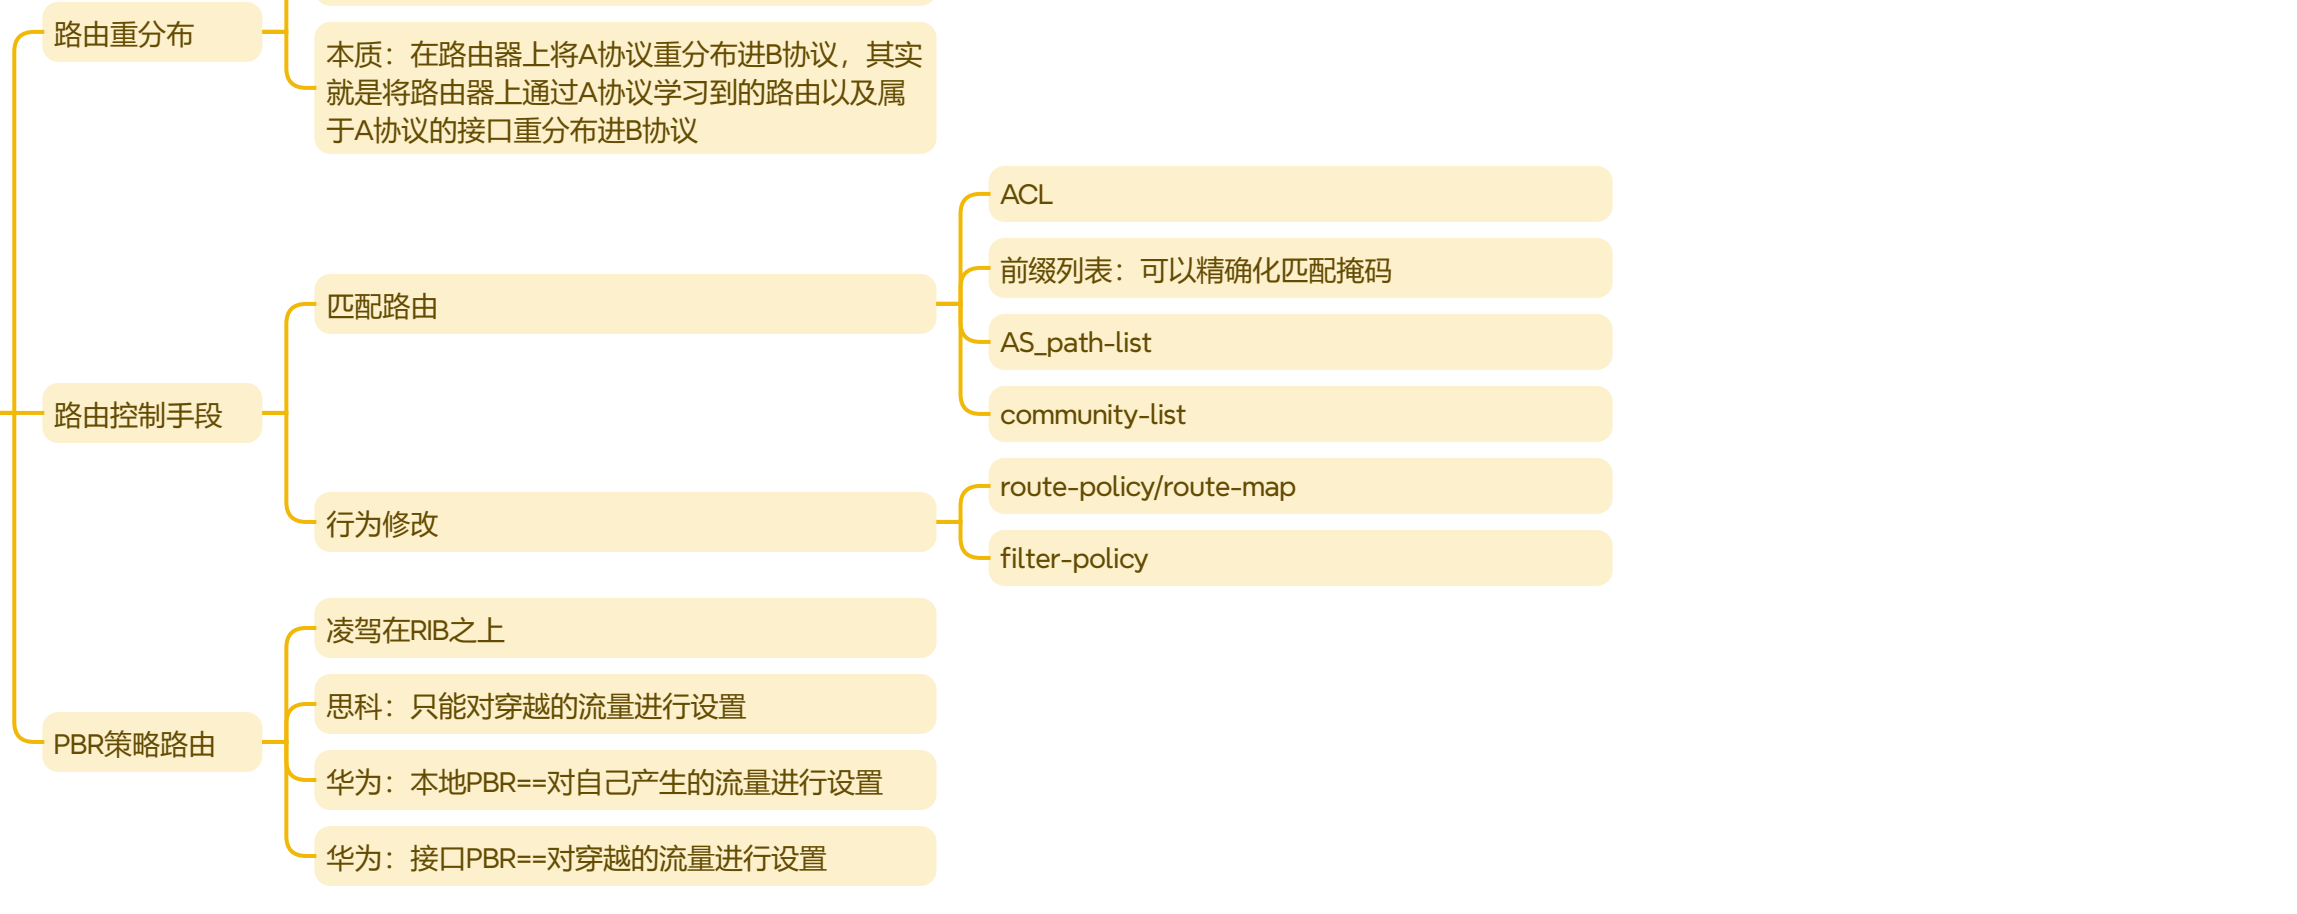 路由重分布
本质：在路由器上将A协议重分布进B协议，其实
就是将路由器上通过A协议学习到的路由以及属
于A协议的接口重分布进B协议
路由控制手段
匹配路由
ACL
前缀列表：可以精确化匹配掩码
AS_path-list
community-list
行为修改
route-policy/route-map
filter-policy
PBR策略路由
凌驾在RIB之上
思科：只能对穿越的流量进行设置
华为：本地PBR==对自己产生的流量进行设置
华为：接口PBR==对穿越的流量进行设置